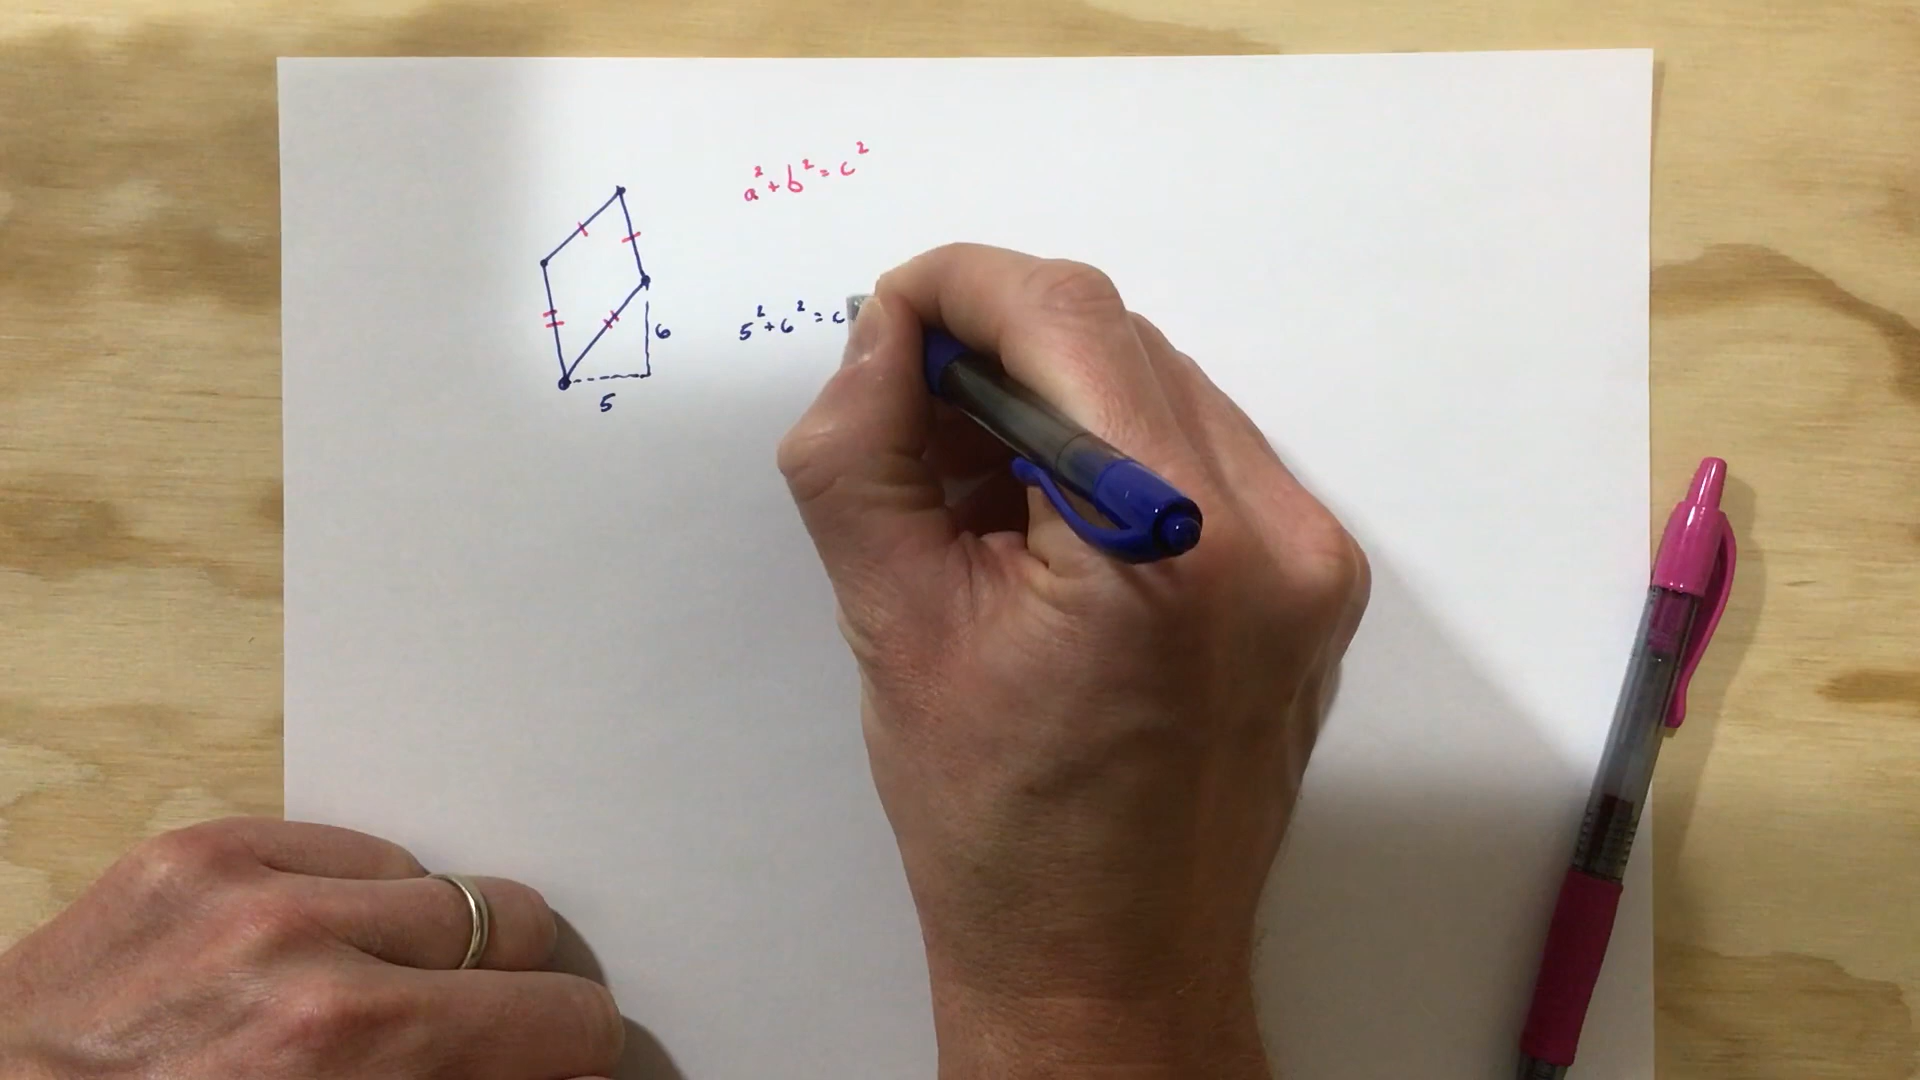 a² + b² = c²
6
5² + 6² = c
5